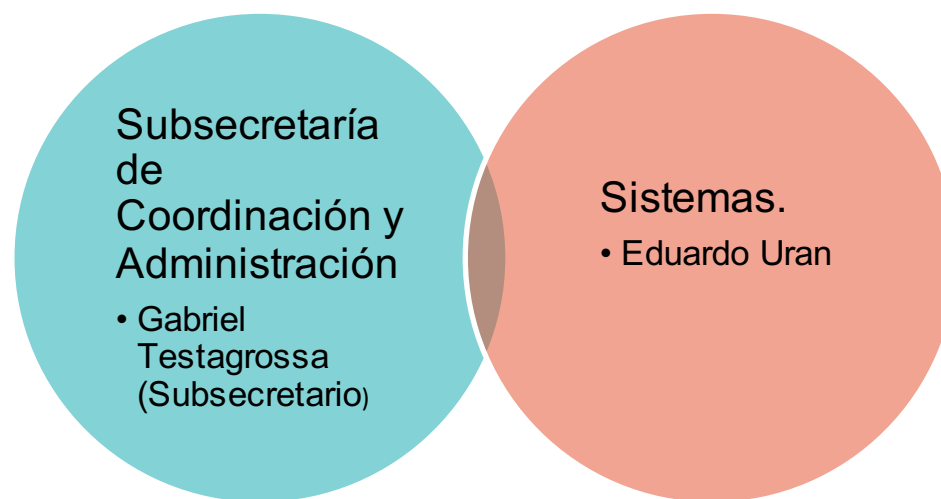 Subsecretaría
de
Coordinación y
Administración
• Gabriel
Testagrossa
(Subsecretario)
Sistemas.
• Eduardo Uran